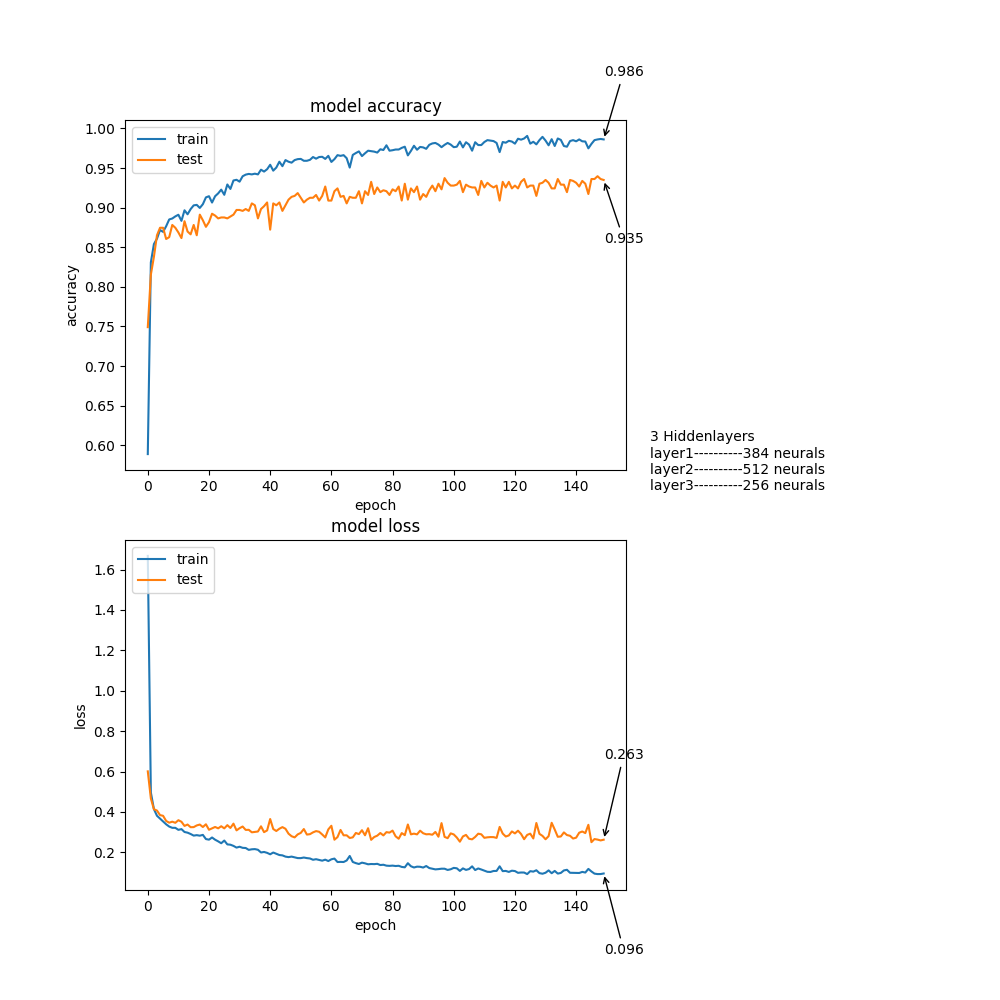 0.986
model accuracy
train
test
1.00
0.95
0.90
0.85
0.80
0.75
0.70
0.65
0.60
accuracy
0.935
0 20 40 60 80 100 120 140
epoch
3 Hiddenlayers
layer1----------384 neurals
layer2----------512 neurals
layer3----------256 neurals
model loss
train
test
1.6
1.4
1.2
1.0
0.8
0.6
0.4
0.2
loss
0.263
0 20 40 60 80 100 120 140
epoch
0.096